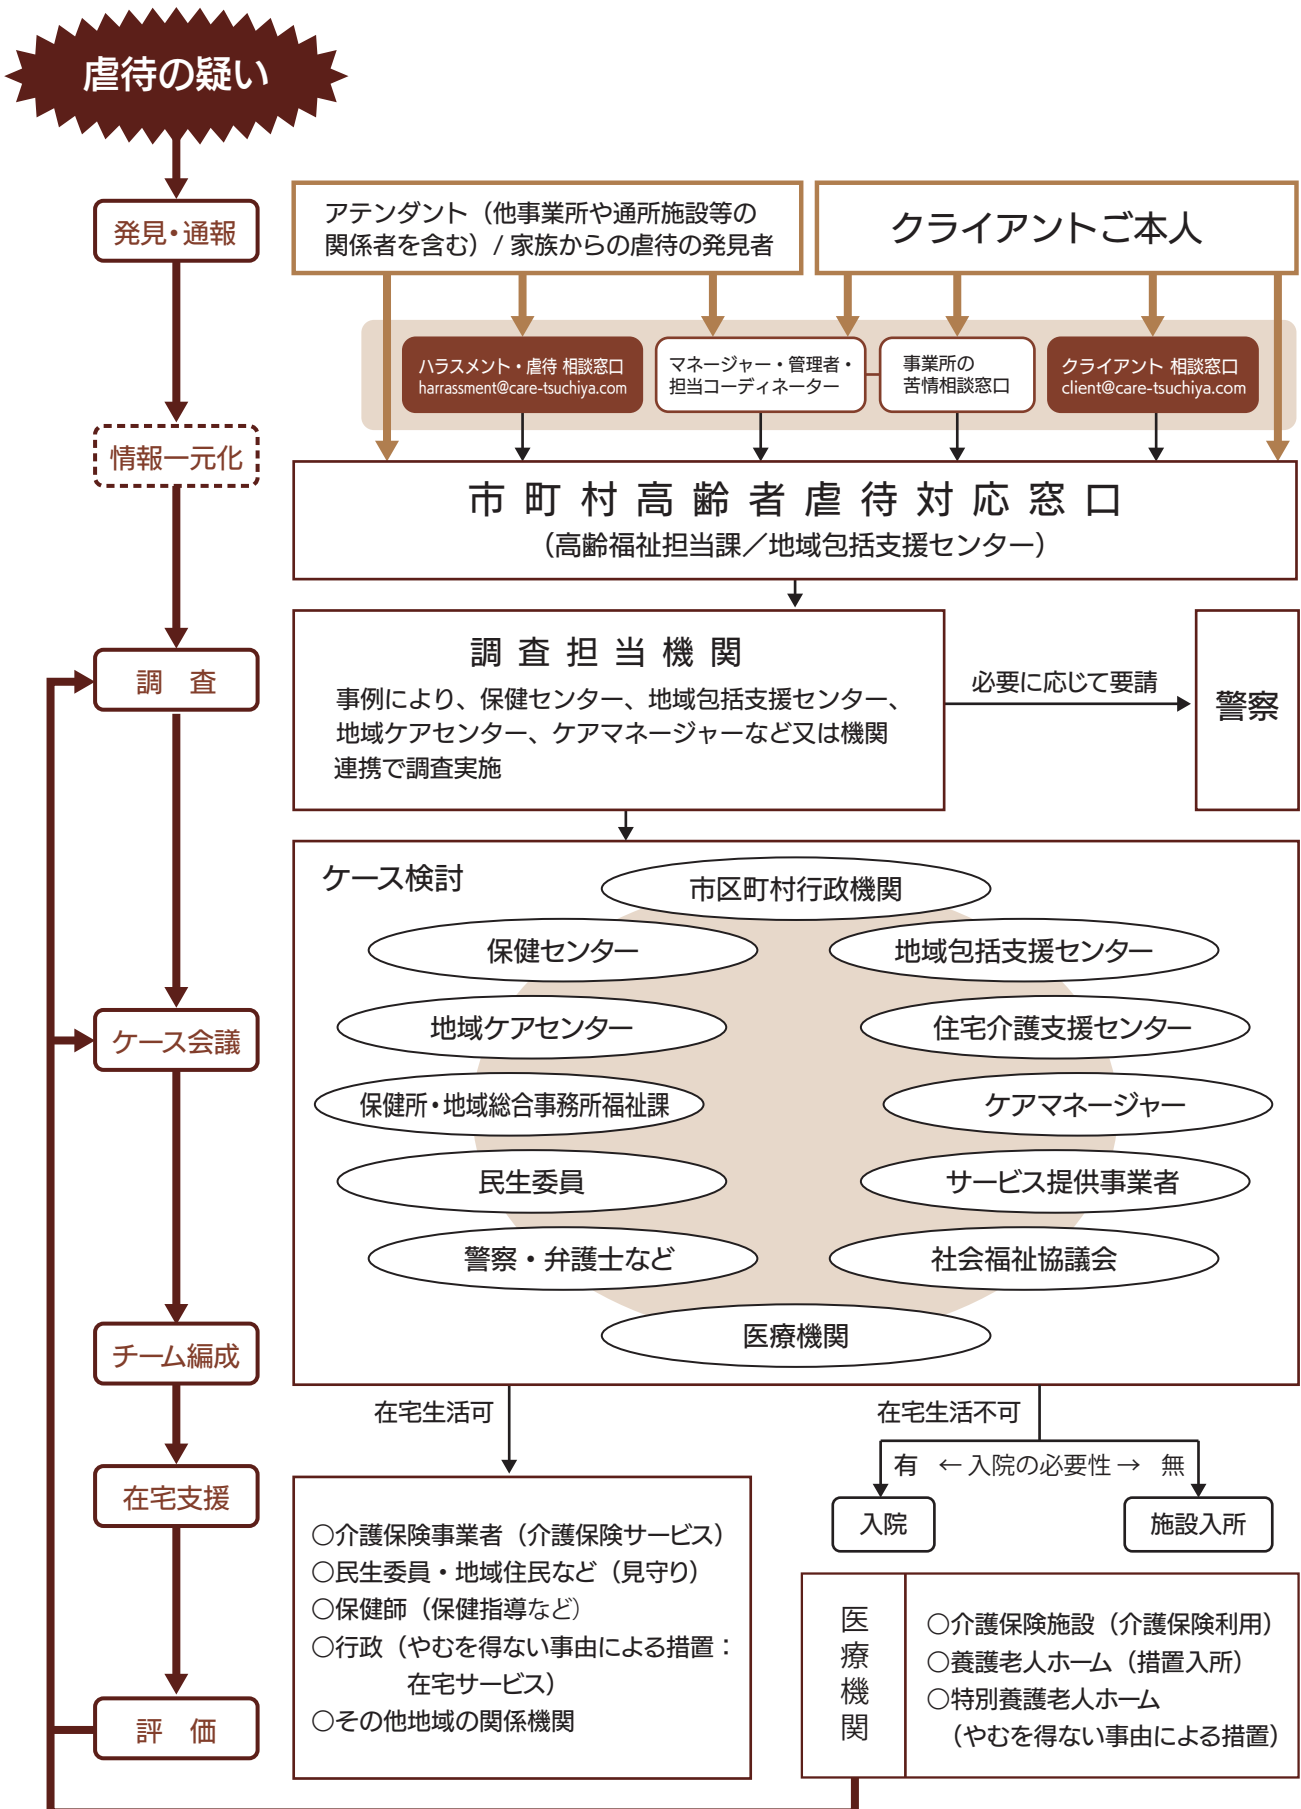 虐待の疑い
発見・通報
アテンダント（他事業所や通所施設等の
関係者を含む）/ 家族からの虐待の発見者
クライアントご本人
ハラスメント・虐待 相談窓口
harrassment@care-tsuchiya.com
マネージャー・管理者・
担当コーディネーター
事業所の
苦情相談窓口
クライアント 相談窓口
client@care-tsuchiya.com
情報一元化
市町村高齢者虐待対応窓口
（高齢福祉担当課／地域包括支援センター）
調 査
調査担当機関
事例により、保健センター、地域包括支援センター、
地域ケアセンター、ケアマネージャーなど又は機関
連携で調査実施
必要に応じて要請
警察
ケース検討
市区町村行政機関
保健センター
地域包括支援センター
ケース会議
地域ケアセンター
住宅介護支援センター
保健所・地域総合事務所福祉課
ケアマネージャー
民生委員
サービス提供事業者
警察・弁護士など
社会福祉協議会
医療機関
チーム編成
在宅生活可
在宅生活不可
有 ←入院の必要性→ 無
在宅支援
入院
施設入所
○介護保険事業者（介護保険サービス）
○民生委員・地域住民など（見守り）
○保健師（保健指導など）
○行政（やむを得ない事由による措置：
在宅サービス）
○その他地域の関係機関
医療機関
○介護保険施設（介護保険利用）
○養護老人ホーム（措置入所）
○特別養護老人ホーム
（やむを得ない事由による措置）
評 価